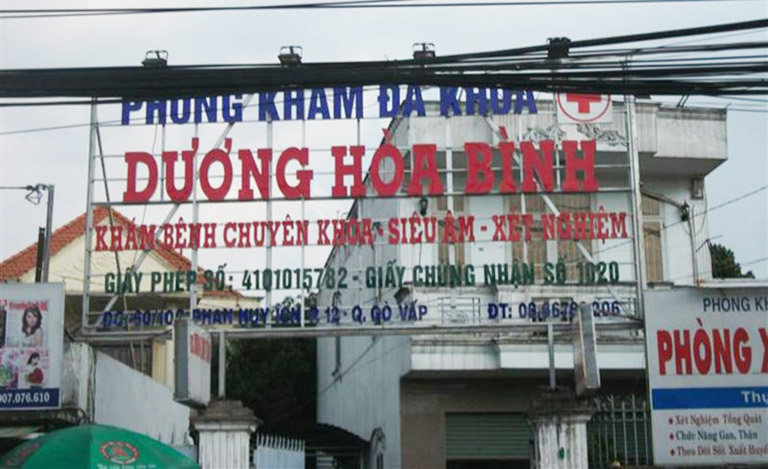 PHÒNG KHÁM ĐA KHOA
DƯƠNG HÒA BÌNH
KHÁM BỆNH CHUYÊN KHOA - SIÊU ÂM - XÉT NGHIỆM
GIẤY PHÉP SỐ: 4101015782 - GIẤY CHỨNG NHẬN SỐ 1020
PHAN HUY ÍCH P. 12 - Q. GÒ VẤP ĐT:
907.076.610
PHÒNG
PHÒNG X
• Xét Nghiệm Tổng Quát
• Chức Năng Gan, Thận
• Theo Dõi Sốt Xuất Huyết